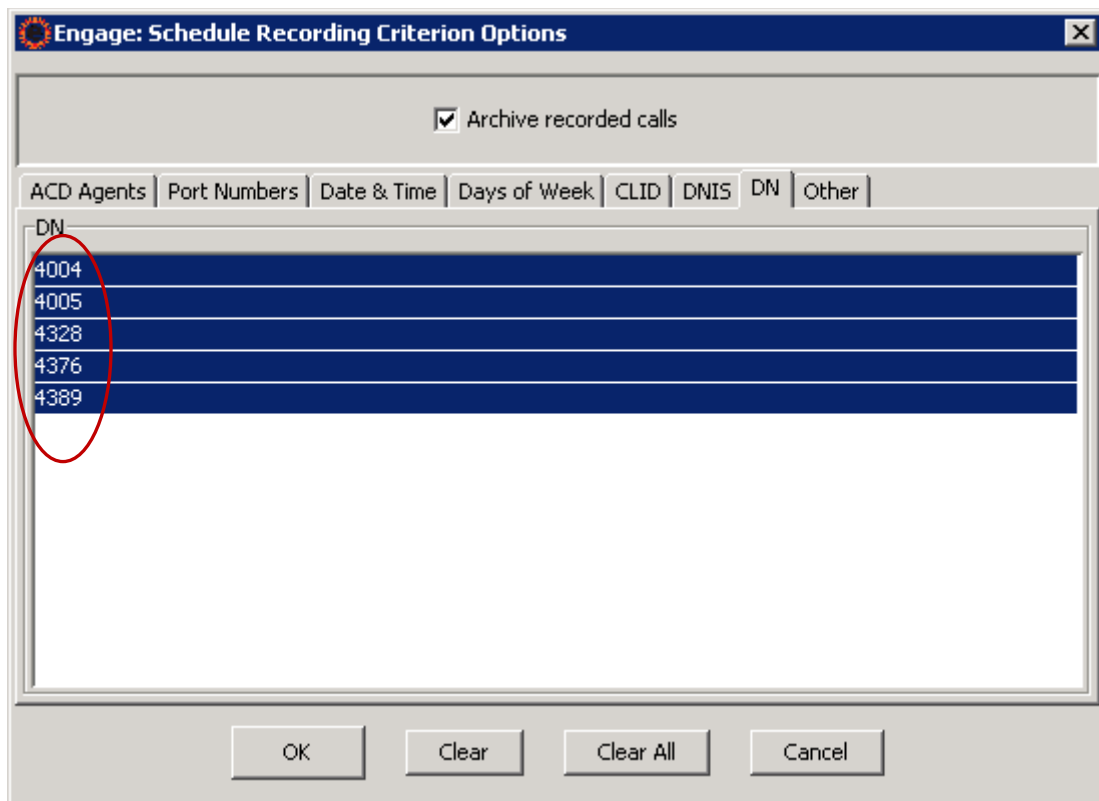 Engage: Schedule Recording Criterion Options
Archive recorded calls
ACD Agents Port Numbers Date & Time Days of Week CLID DNIS DN Other
DN
4004
4005
4328
4376
4389
OK Clear Clear All Cancel